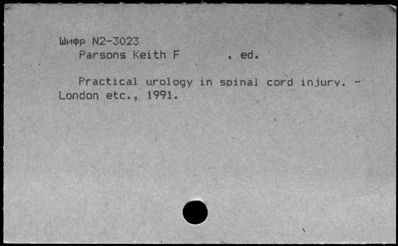 Шифр N2-3023
Parsons Keith F , ed.
Practical urology in spinal cord injury. -
London etc., 1991.